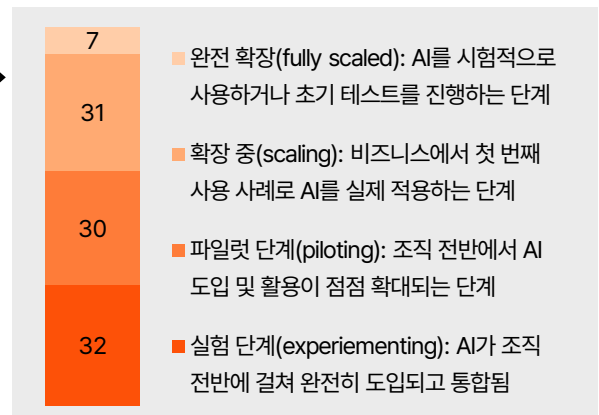 7
완전 확장(fully scaled): AI를 시험적으로
사용하거나 초기 테스트를 진행하는 단계
31
확장 중(scaling): 비즈니스에서 첫 번째
사용 사례로 AI를 실제 적용하는 단계
30
파일럿 단계(piloting): 조직 전반에서 AI
도입 및 활용이 점점 확대되는 단계
32
실험 단계(experiementing): AI가 조직
전반에 걸쳐 완전히 도입되고 통합됨